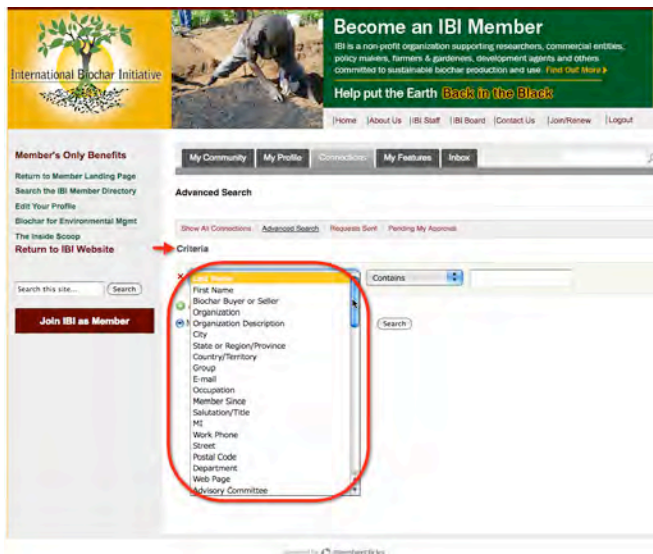 International Biochar Initiative
Become an IBI Member
IBI is a non-profit organization supporting researchers, commercial entities,
policy makers, farmers & gardeners, development agents and others
committed to sustainable biochar production and use. Find Out More
Help put the Earth Back in the Black
|Home |About Us |IBI Staff |IBI Board |Contact Us |Join/Renew |Logout
Member's Only Benefits
Return to Member Landing Page
Search the IBI Member Directory
Edit Your Profile
Biochar for Environmental Mgmt
The Inside Scoop
Return to IBI Website
Search this site... Search
Join IBI as Member
My Community My Profile Connections My Features Inbox
Advanced Search
Show All Connections Advanced Search Requests Sent Pending My Approval
Criteria
Last Name Contains
First Name
Biochar Buyer or Seller
Organization
Organization Description Search
City
State or Region/Province
Country/Territory
Group
E-mail
Occupation
Member Since
Salutation/Title
MI
Work Phone
Street
Postal Code
Department
Web Page
Advisory Committee
powered by memberclicks